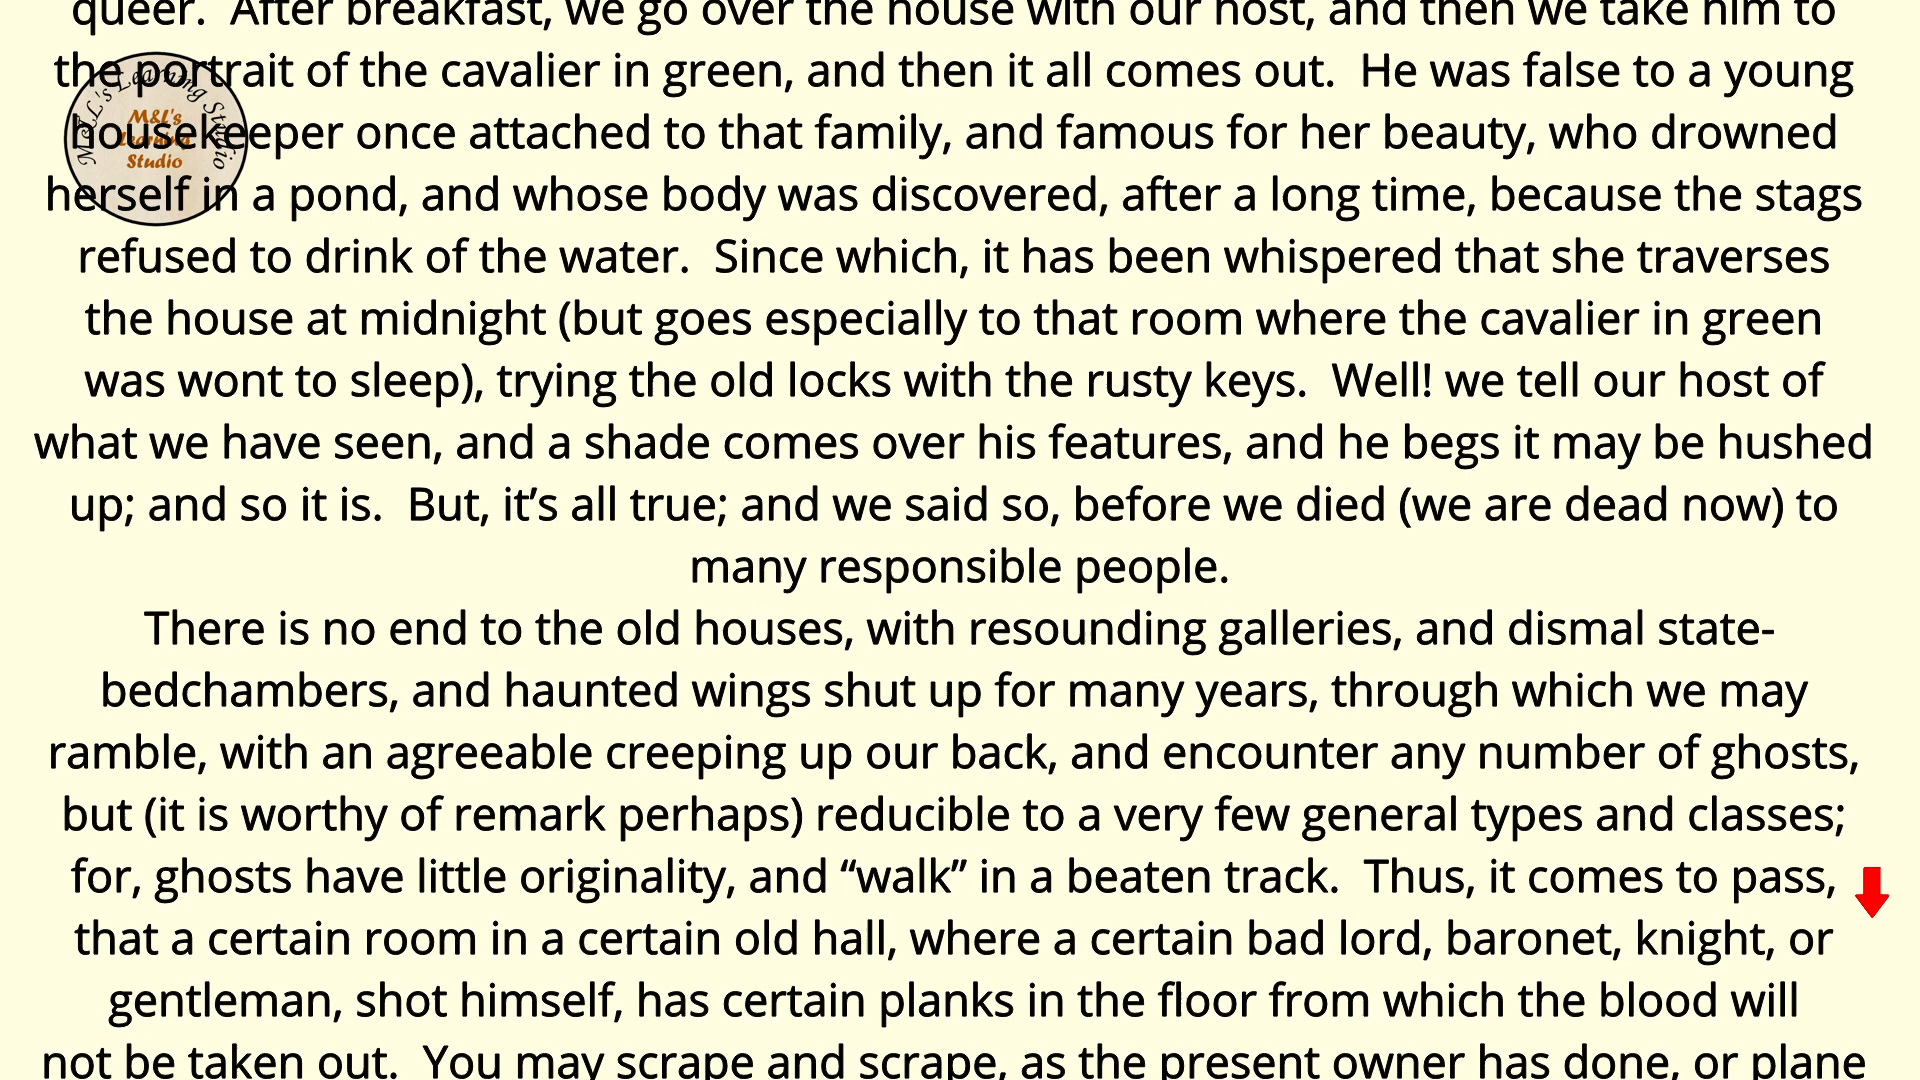 queer.  After breakfast, we go over the house with our host, and then we take him to
the portrait of the cavalier in green, and then it all comes out.  He was false to a young
housekeeper once attached to that family, and famous for her beauty, who drowned
herself in a pond, and whose body was discovered, after a long time, because the stags
refused to drink of the water.  Since which, it has been whispered that she traverses
the house at midnight (but goes especially to that room where the cavalier in green
was wont to sleep), trying the old locks with the rusty keys.  Well! we tell our host of
what we have seen, and a shade comes over his features, and he begs it may be hushed
up; and so it is.  But, it’s all true; and we said so, before we died (we are dead now) to
many responsible people.
There is no end to the old houses, with resounding galleries, and dismal state-
bedchambers, and haunted wings shut up for many years, through which we may
ramble, with an agreeable creeping up our back, and encounter any number of ghosts,
but (it is worthy of remark perhaps) reducible to a very few general types and classes;
for, ghosts have little originality, and “walk” in a beaten track.  Thus, it comes to pass,
that a certain room in a certain old hall, where a certain bad lord, baronet, knight, or
gentleman, shot himself, has certain planks in the floor from which the blood will
not be taken out.  You may scrape and scrape, as the present owner has done, or plane
M&L's Learning Studio
M&L's
Learning
Studio